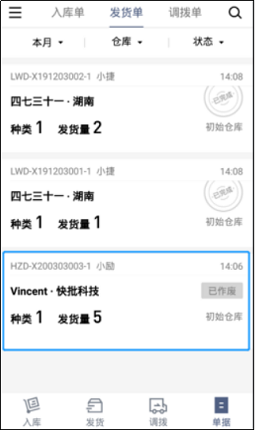 入库单 发货单 调拨单
本月 仓库 状态
LWD-X191203002-1 小捷 14:08
四七三十一 · 湖南 已完成
种类 1 发货量 2 初始仓库
LWD-X191203001-1 小捷 14:08
四七三十一 · 湖南 已完成
种类 1 发货量 1 初始仓库
HZD-X200303003-1 小励 14:06
Vincent · 快批科技 已作废
种类 1 发货量 5 初始仓库
入库 发货 调拨 单据